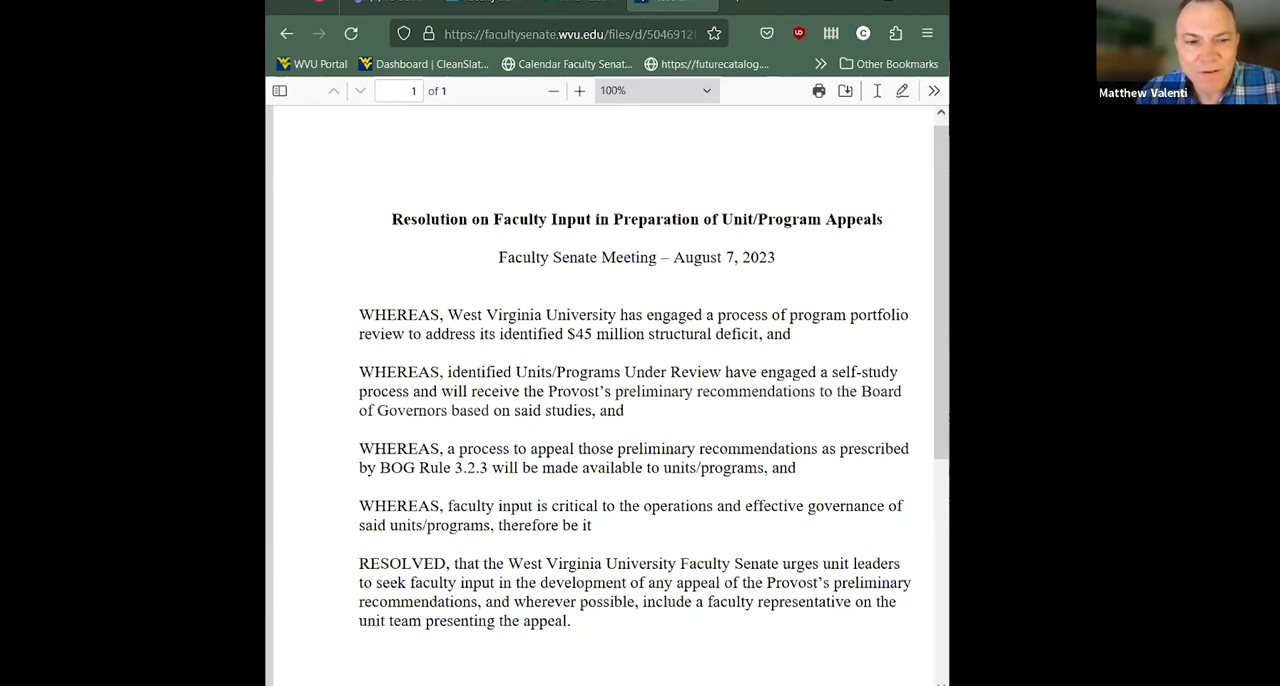 https://facultysenate.wvu.edu/files/d/5046912
WVU Portal
Dashboard | CleanSlat...
Calendar Faculty Senat...
https://futurecatalog....
Other Bookmarks
1 of 1
100%
Matthew Valenti
Resolution on Faculty Input in Preparation of Unit/Program Appeals
Faculty Senate Meeting – August 7, 2023
WHEREAS, West Virginia University has engaged a process of program portfolio
review to address its identified $45 million structural deficit, and
WHEREAS, identified Units/Programs Under Review have engaged a self-study
process and will receive the Provost's preliminary recommendations to the Board
of Governors based on said studies, and
WHEREAS, a process to appeal those preliminary recommendations as prescribed
by BOG Rule 3.2.3 will be made available to units/programs, and
WHEREAS, faculty input is critical to the operations and effective governance of
said units/programs, therefore be it
RESOLVED, that the West Virginia University Faculty Senate urges unit leaders
to seek faculty input in the development of any appeal of the Provost's preliminary
recommendations, and wherever possible, include a faculty representative on the
unit team presenting the appeal.